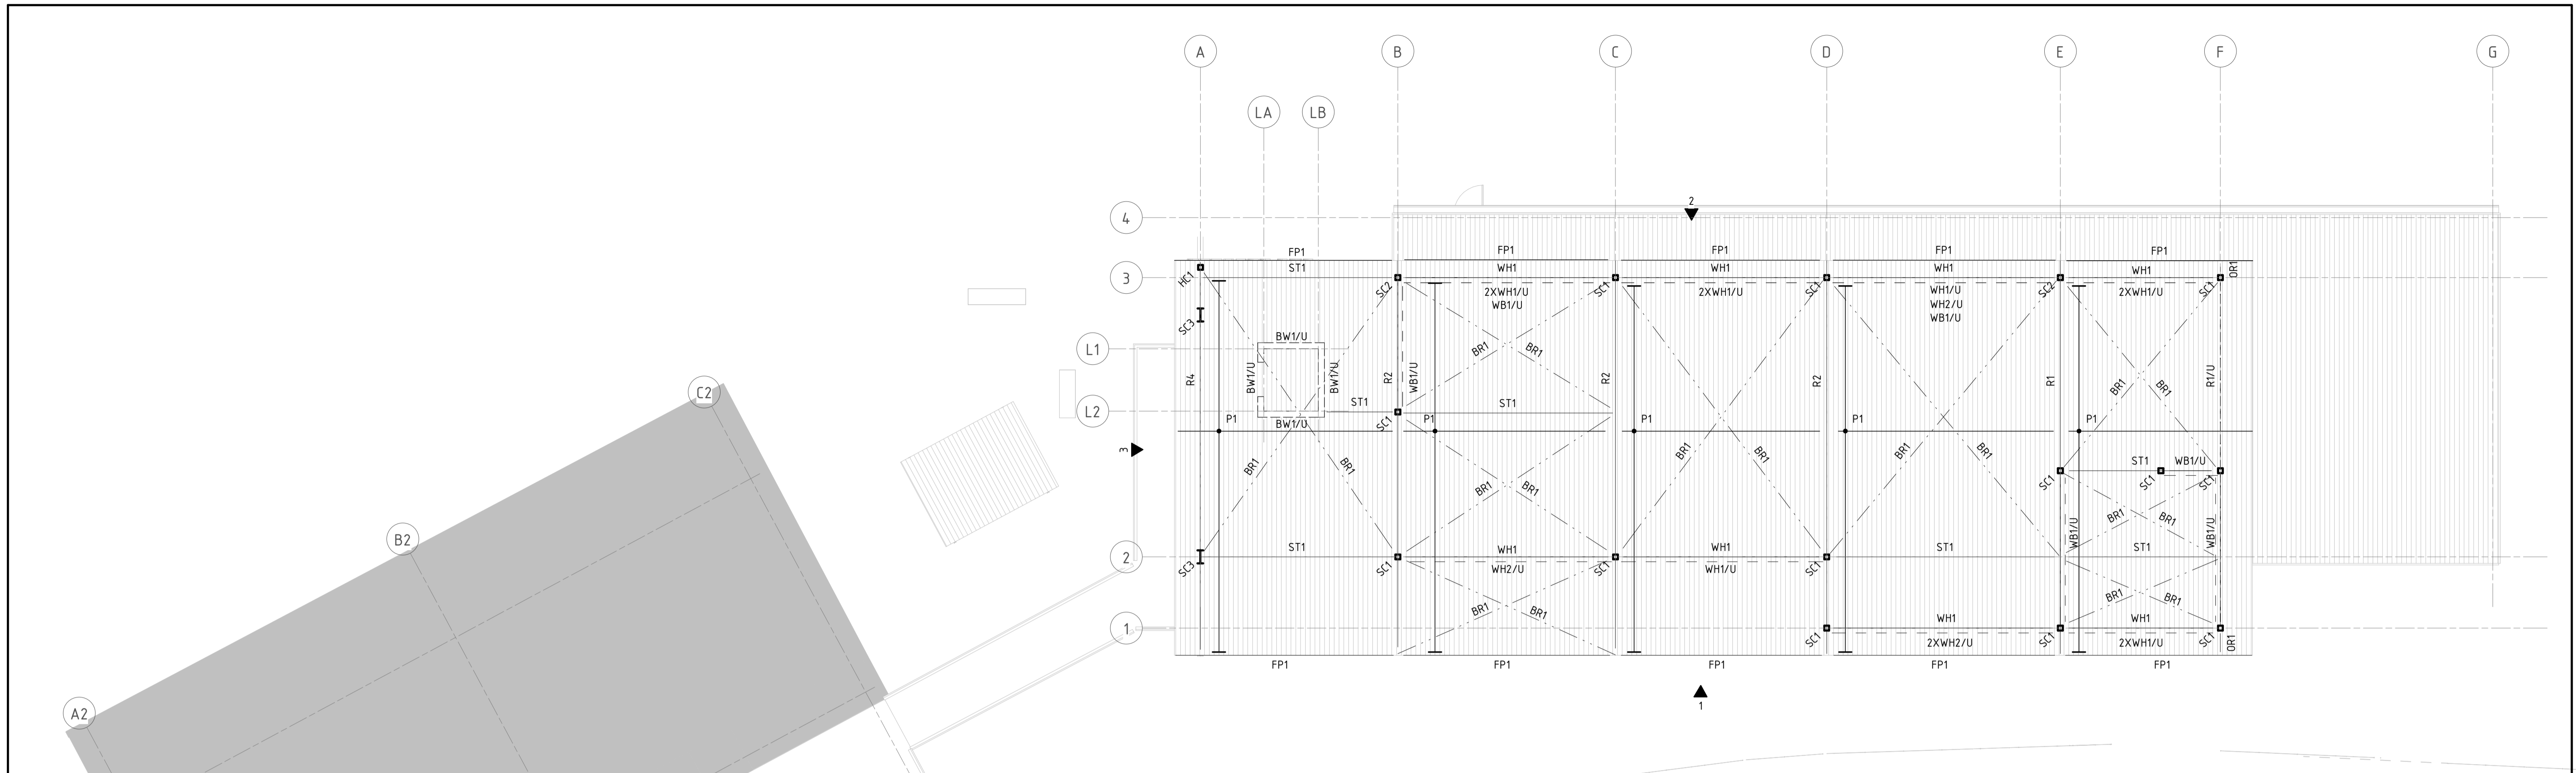 A
B
C
D
E
F
G
LA
LB
4
3
L1
L2
2
1
2
FP1
FP1
FP1
FP1
FP1
ST1
WH1
WH1
WH1
WH1
OR1
HC1
SC2
2XWH1/U
WB1/U
SC1
2XWH1/U
SC1
WH1/U
WH2/U
WB1/U
SC2
2XWH1/U
SC1
SC3
BW1/U
BW1/U
BW1/U
BW1/U
R4
R2
WB1/U
R2
R2
R1
R1/U
BR1
BR1
BR1
BR1
ST1
ST1
SC1
P1
P1
P1
P1
P1
BR1
BR1
BR1
BR1
BR1
BR1
BR1
BR1
ST1
WB1/U
SC1
SC1
SC1
BR1
BR1
WB1/U
WB1/U
3
ST1
WH1
WH1
ST1
ST1
SC3
SC1
WH2/U
SC1
WH1/U
SC1
BR1
BR1
BR1
BR1
WH1
WH1
SC1
2XWH2/U
SC1
2XWH1/U
SC1
OR1
FP1
FP1
FP1
FP1
FP1
1
C2
B2
A2